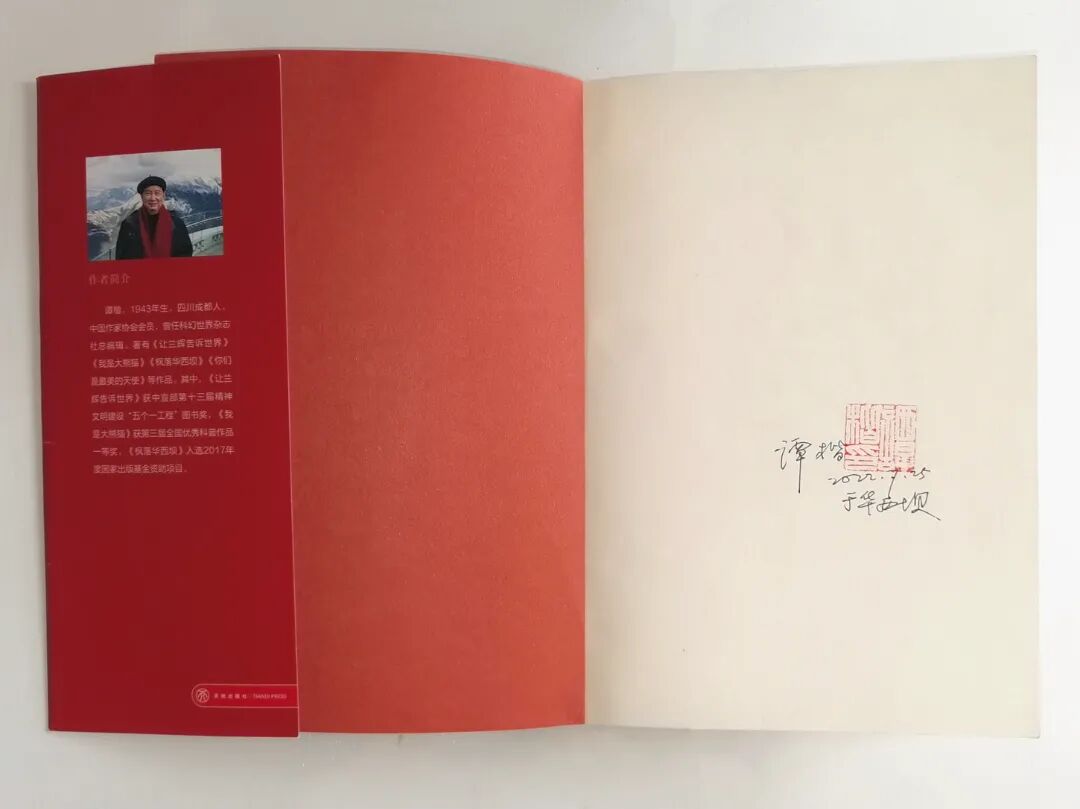 作者简介
谭楷，1943年生，四川成都人，
中国作家协会会员，曾任科幻世界杂志
社总编辑。著有《让兰辉告诉世界》
《我是大熊猫》《枫落华西坝》《你们
是最美的天使》等作品，其中，《让兰
辉告诉世界》获中宣部第十三届精神
文明建设“五个一工程”图书奖，《我
是大熊猫》获第三届全国优秀科普作品
一等奖，《枫落华西坝》入选2017年
度国家出版基金资助项目。
天地出版社 | TIANDI PRESS
谭楷
于华西坝